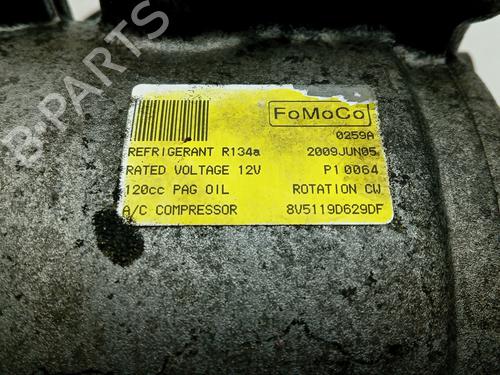 FoMoCo
0259A
REFRIGERANT R134a 2009JUN05
RATED VOLTAGE 12V P10064
120cc PAG OIL ROTATION CW
A/C COMPRESSOR 8V5119D629DF
B-PARTS